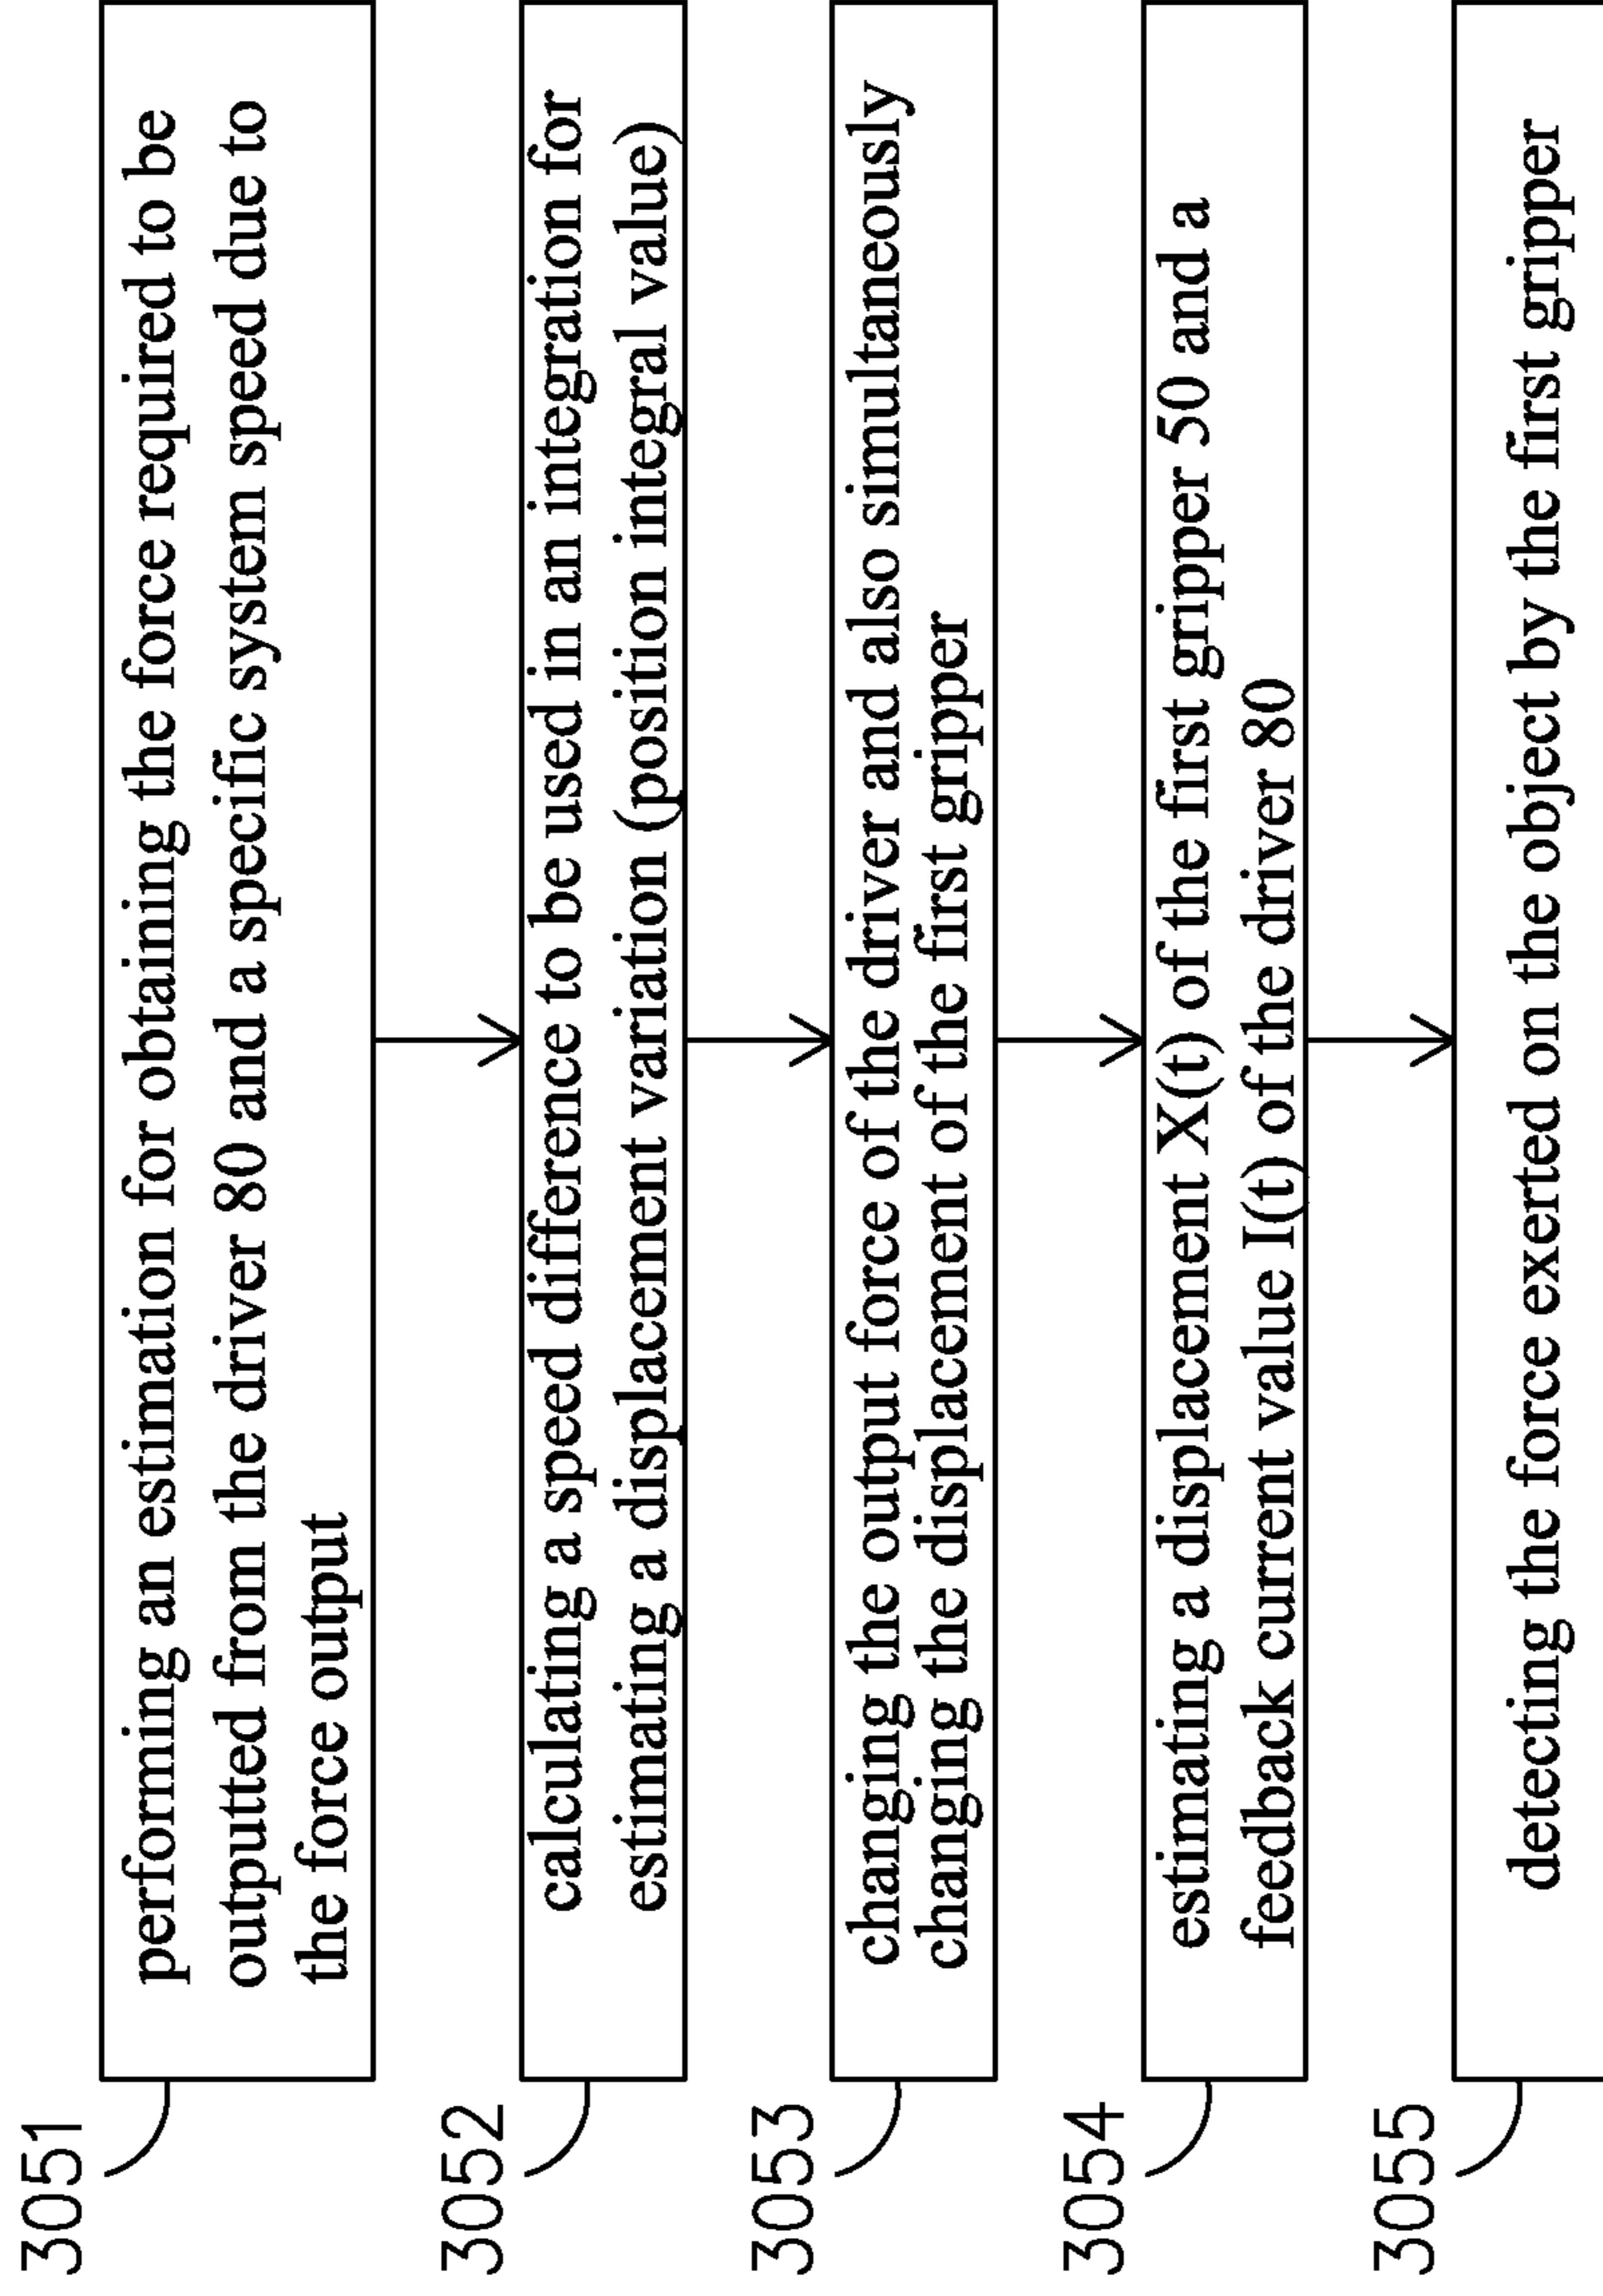 3051
performing an estimation for obtaining the force required to be
outputted from the driver 80 and a specific system speed due to
the force output
3052
calculating a speed difference to be used in an integration for
estimating a displacement variation (position integral value)
3053
changing the output force of the driver and also simultaneously
changing the displacement of the first gripper
3054
estimating a displacement X(t) of the first gripper 50 and a
feedback current value I(t) of the driver 80
3055
detecting the force exerted on the object by the first gripper